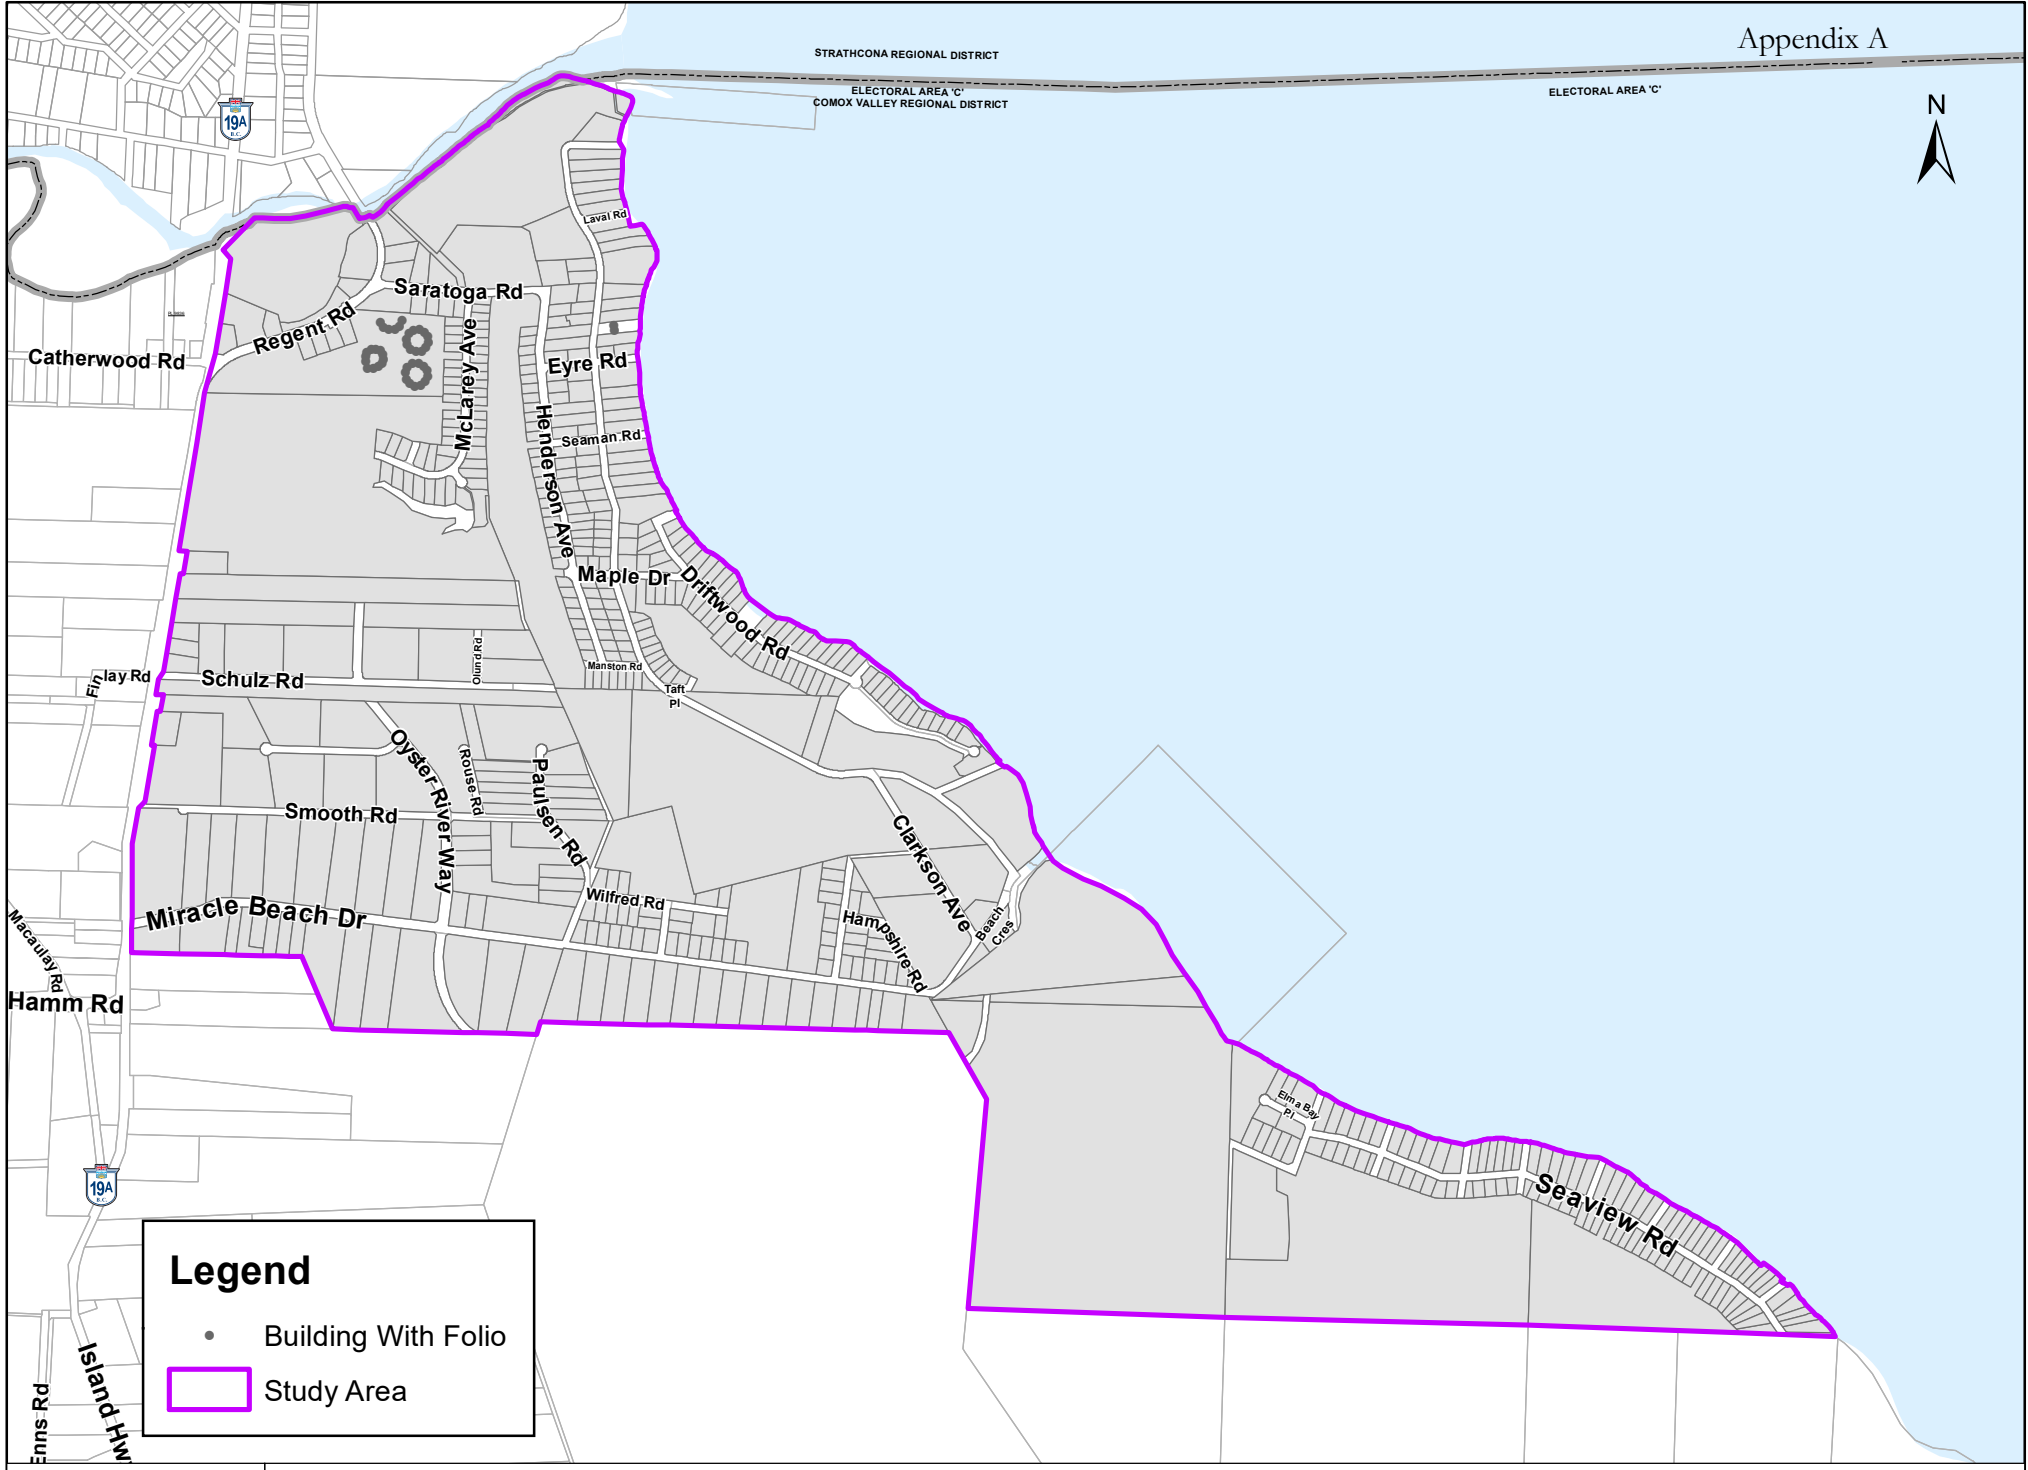 Appendix A
STRATHCONA REGIONAL DISTRICT
ELECTORAL AREA 'C'
COMOX VALLEY REGIONAL DISTRICT
ELECTORAL AREA 'C'
N
19A
B.C.
Laval Rd
Saratoga Rd
Regent Rd
McLarey Ave
Catherwood Rd
Eyre Rd
Henderson Ave
Seaman Rd
Maple Dr
Driftwood Rd
Olund Rd
Manston Rd
Finlay Rd
Schulz Rd
Taft
Pl
Oyster River Way
Rouse Rd
Paulsen Rd
Smooth Rd
Clarkson Ave
Wilfred Rd
Miracle Beach Dr
Hampshire Rd
Beach
Cres
Macaulay Rd
Hamm Rd
Elma Bay
Pl
19A
B.C.
Seaview Rd
Legend
Building With Folio
Study Area
Island Hw
Enns Rd